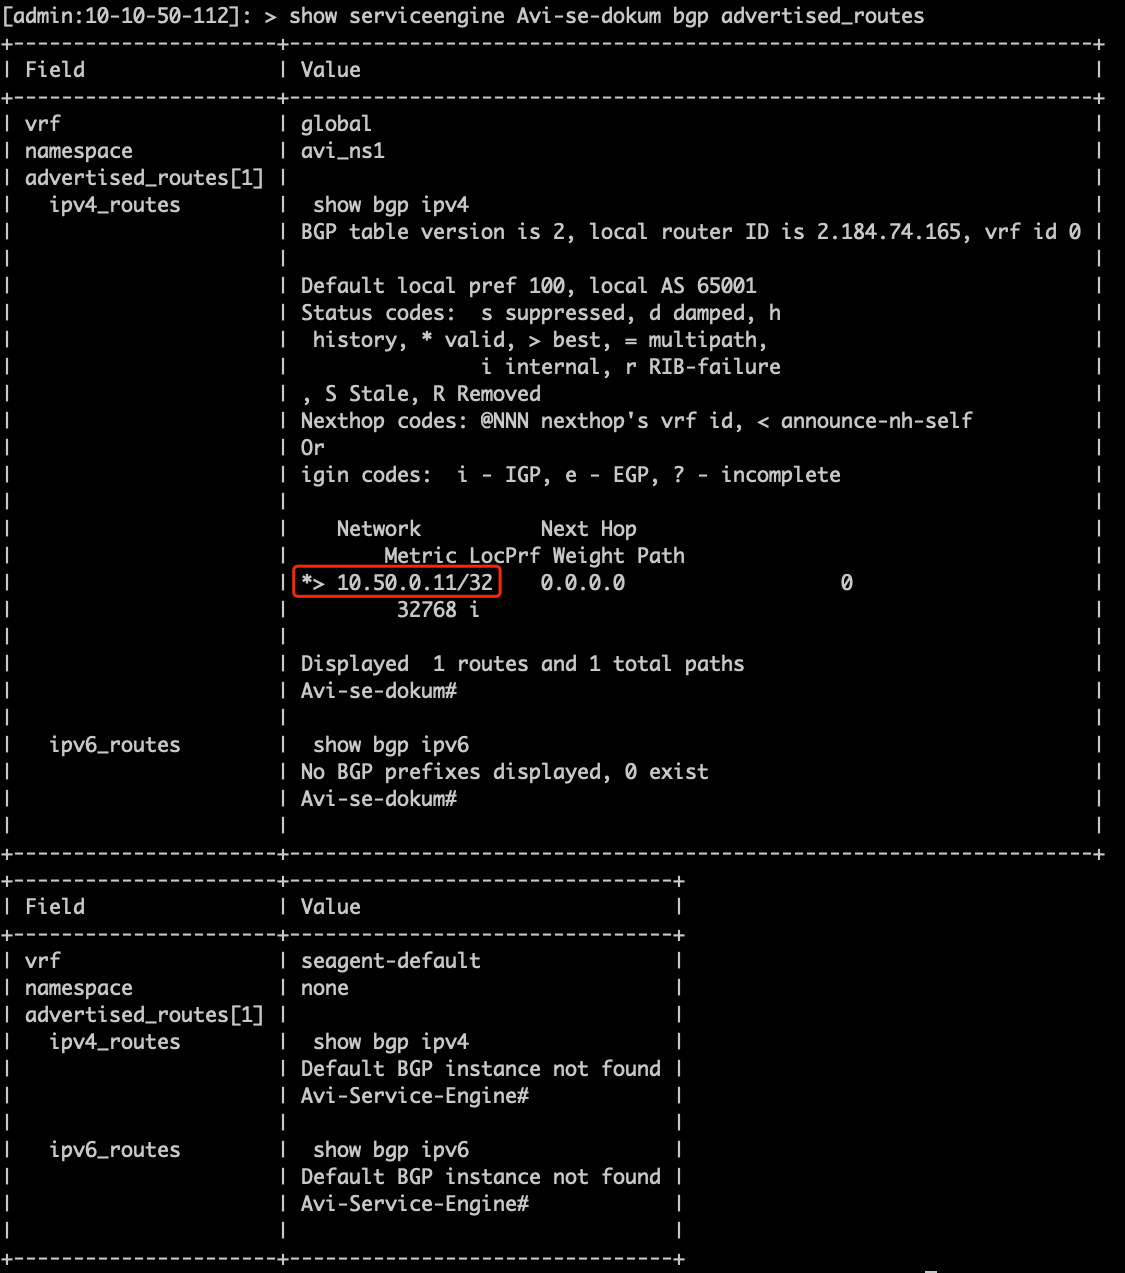 [admin:10-10-50-112]: > show serviceengine Avi-se-dokum bgp advertised_routes
+----------------------+-------------------------------------------------------------------+
| Field                | Value                                                             |
+----------------------+-------------------------------------------------------------------+
| vrf                  | global                                                            |
| namespace            | avi_ns1                                                           |
| advertised_routes[1] |                                                                   |
|   ipv4_routes        |  show bgp ipv4                                                    |
|                      | BGP table version is 2, local router ID is 2.184.74.165, vrf id 0 |
|                      |                                                                   |
|                      | Default local pref 100, local AS 65001                            |
|                      | Status codes:  s suppressed, d damped, h                          |
|                      |  history, * valid, > best, = multipath,                           |
|                      |                i internal, r RIB-failure                          |
|                      | , S Stale, R Removed                                              |
|                      | Nexthop codes: @NNN nexthop's vrf id, < announce-nh-self          |
|                      | Or                                                                |
|                      | igin codes:  i - IGP, e - EGP, ? - incomplete                     |
|                      |                                                                   |
|                      |    Network          Next Hop                                      |
|                      |        Metric LocPrf Weight Path                                  |
|                      | *> 10.50.0.11/32    0.0.0.0                  0                    |
|                      |         32768 i                                                   |
|                      |                                                                   |
|                      | Displayed  1 routes and 1 total paths                             |
|                      | Avi-se-dokum#                                                     |
|                      |                                                                   |
|   ipv6_routes        |  show bgp ipv6                                                    |
|                      | No BGP prefixes displayed, 0 exist                                |
|                      | Avi-se-dokum#                                                     |
|                      |                                                                   |
+----------------------+-------------------------------------------------------------------+
+----------------------+--------------------------------+
| Field                | Value                          |
+----------------------+--------------------------------+
| vrf                  | seagent-default                |
| namespace            | none                           |
| advertised_routes[1] |                                |
|   ipv4_routes        |  show bgp ipv4                 |
|                      | Default BGP instance not found |
|                      | Avi-Service-Engine#            |
|                      |                                |
|   ipv6_routes        |  show bgp ipv6                 |
|                      | Default BGP instance not found |
|                      | Avi-Service-Engine#            |
|                      |                                |
+----------------------+--------------------------------+